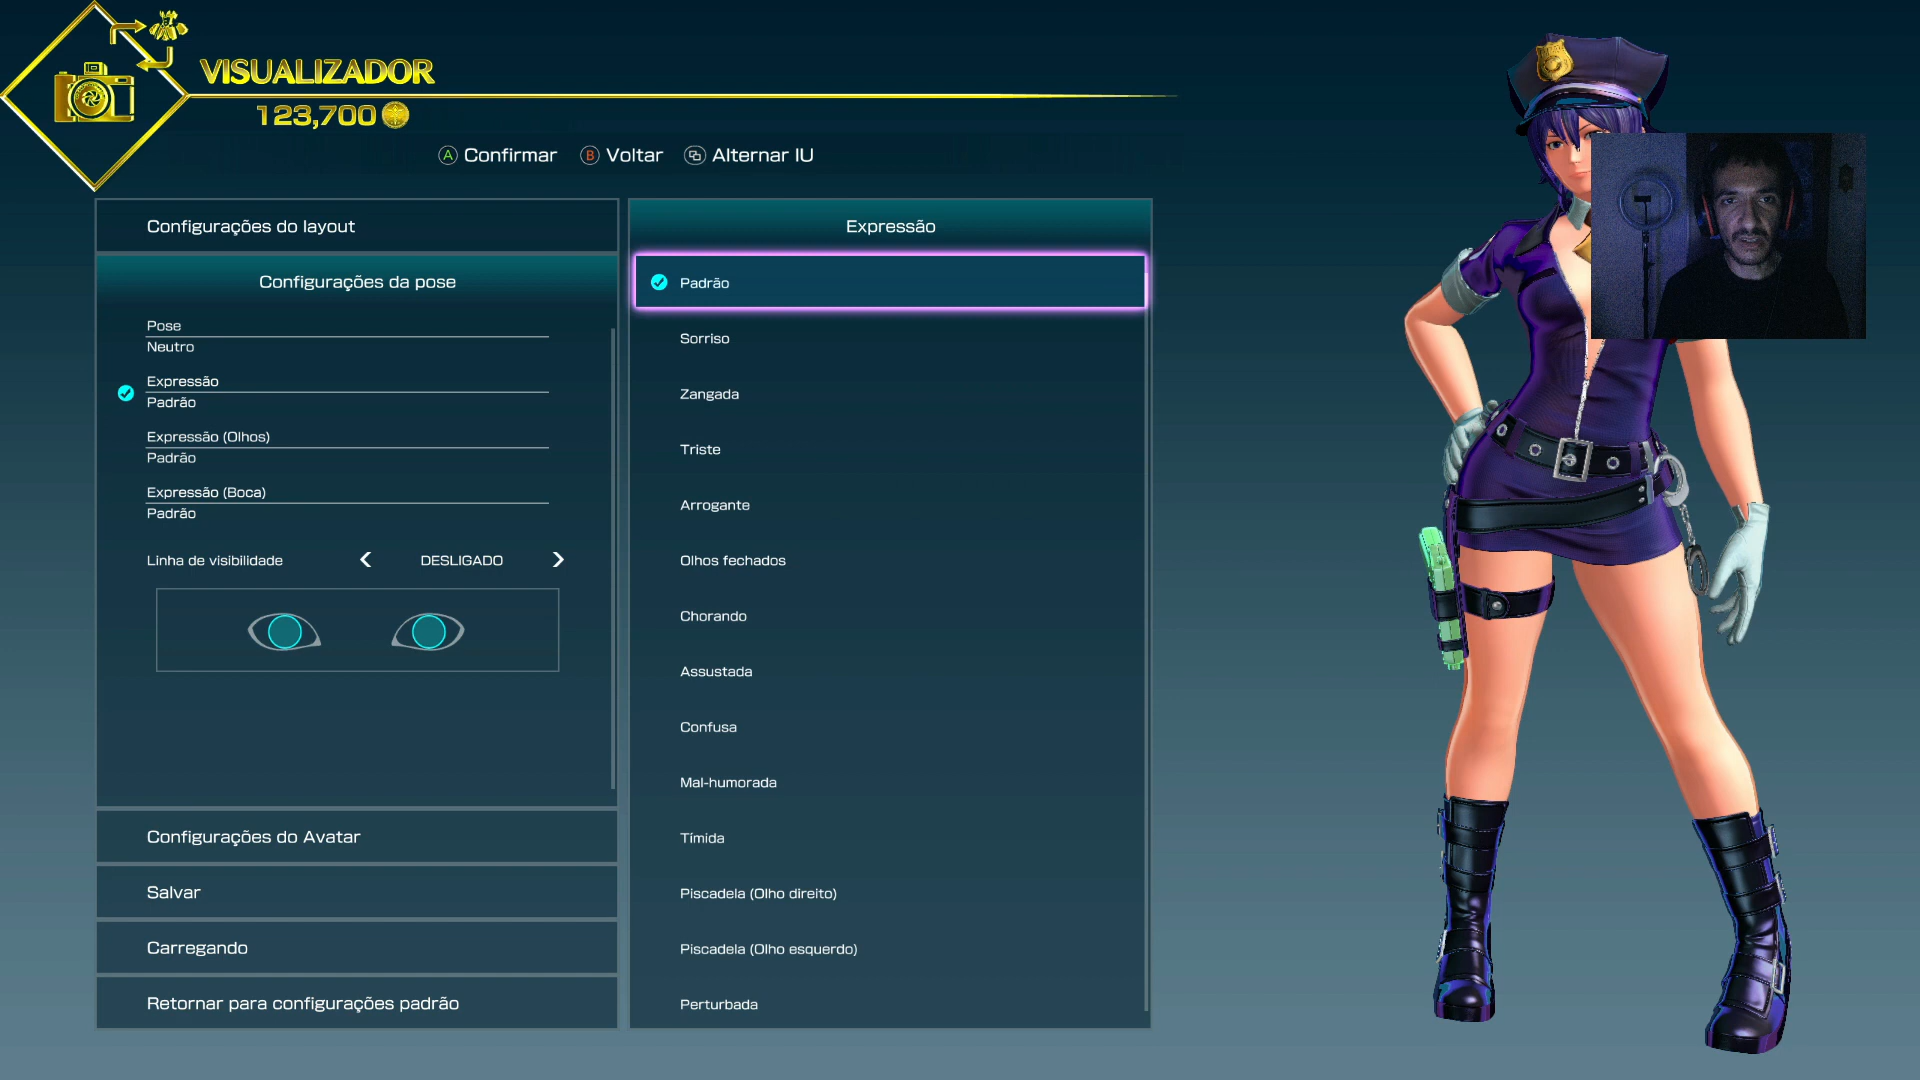 VISUALIZADOR
123,700
A Confirmar B Voltar Alternar IU
Configurações do layout
Configurações da pose
Pose
Neutro
Expressão
Padrão
Expressão (Olhos)
Padrão
Expressão (Boca)
Padrão
Linha de visibilidade DESLIGADO
Configurações do Avatar
Salvar
Carregando
Retornar para configurações padrão
Expressão
Padrão
Sorriso
Zangada
Triste
Arrogante
Olhos fechados
Chorando
Assustada
Confusa
Mal-humorada
Tímida
Piscadela (Olho direito)
Piscadela (Olho esquerdo)
Perturbada